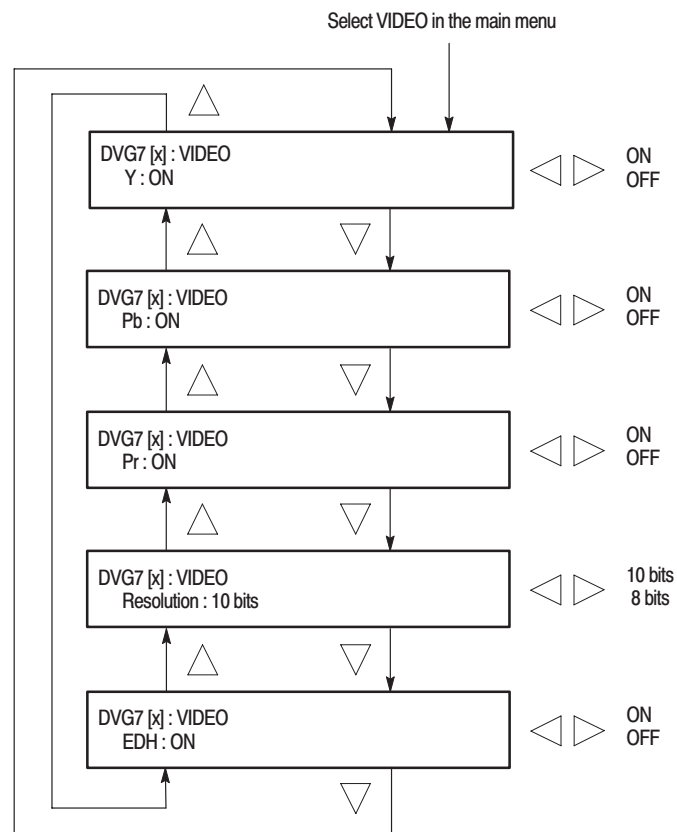 Select VIDEO in the main menu
DVG7 [x] : VIDEO
Y : ON
ON
OFF
DVG7 [x] : VIDEO
Pb : ON
ON
OFF
DVG7 [x] : VIDEO
Pr : ON
ON
OFF
DVG7 [x] : VIDEO
Resolution : 10 bits
10 bits
8 bits
DVG7 [x] : VIDEO
EDH : ON
ON
OFF